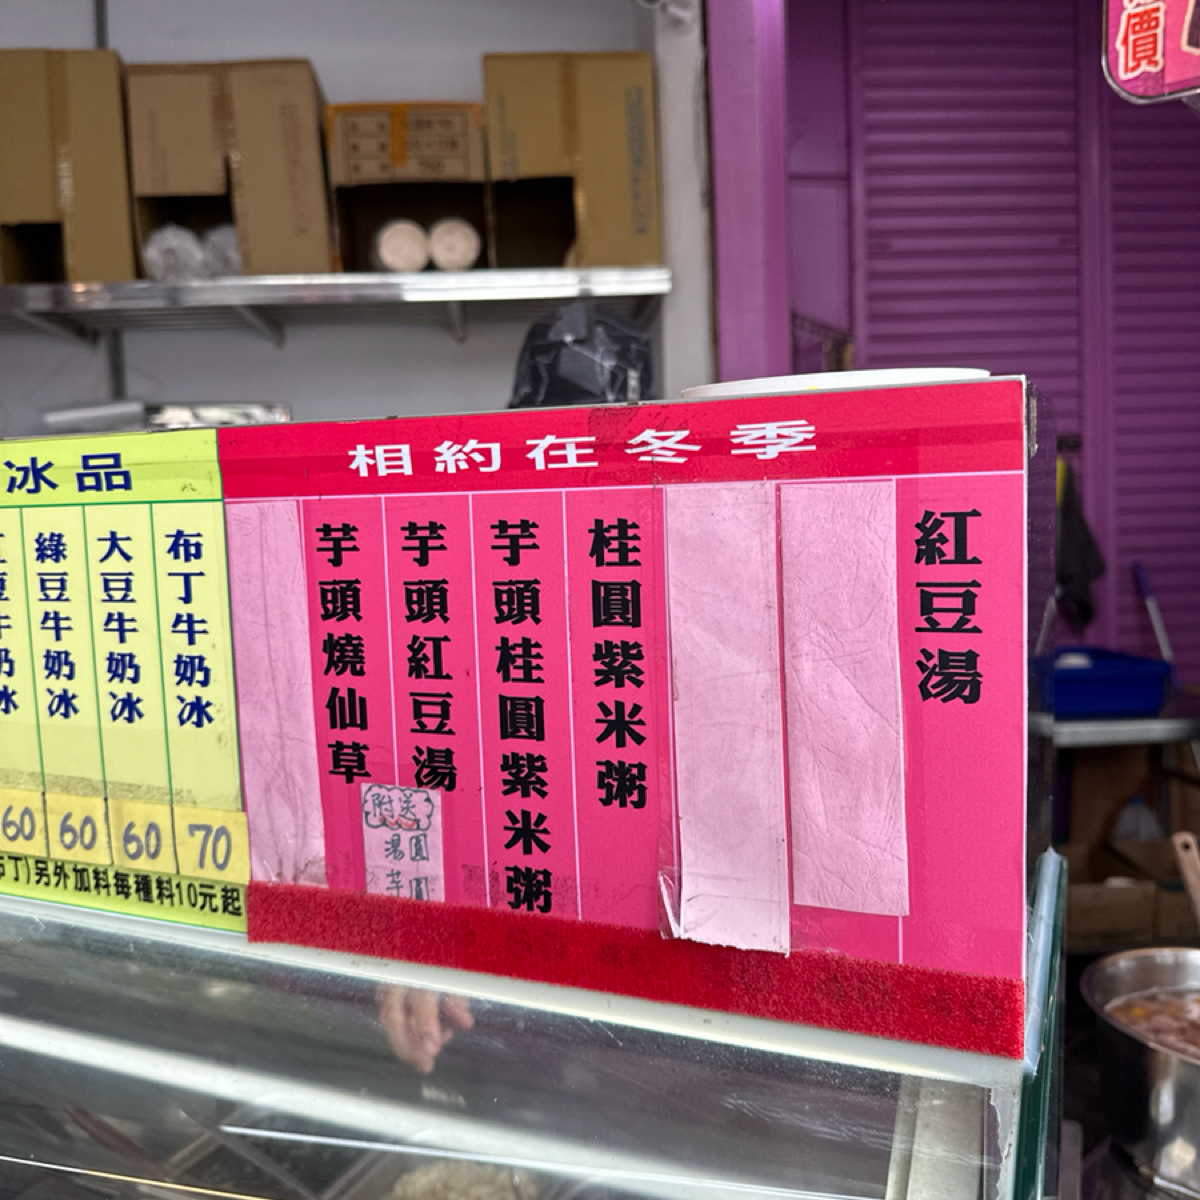 價
冰品
綠豆牛奶冰
大豆牛奶冰
布丁牛奶冰
60
60
60
70
布丁)另外加料每種料10元起
相約在冬季
芋頭燒仙草
芋頭紅豆湯
附送
湯圓
芋圓
芋頭桂圓紫米粥
桂圓紫米粥
紅豆湯